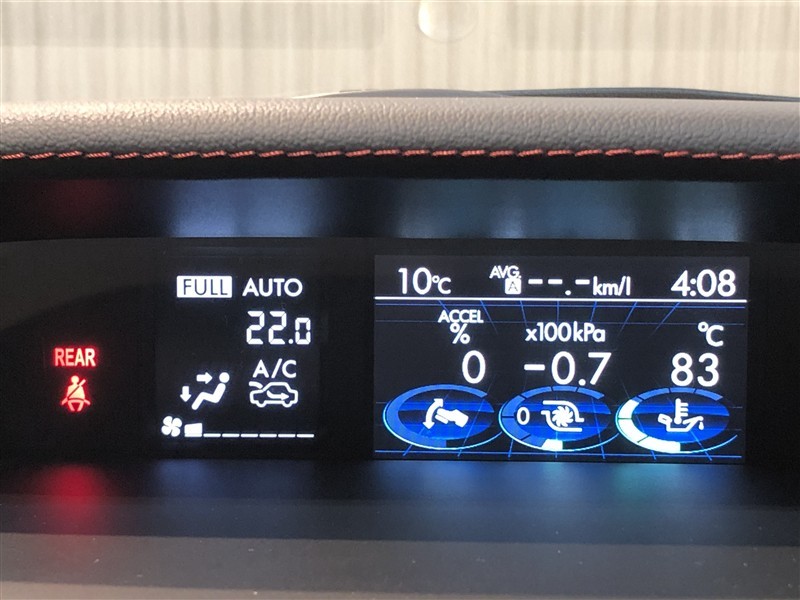 REAR
FULL AUTO
22.0
A/C
10℃ AVG. A --.- km/l 4:08
ACCEL % x100kPa ℃
0 -0.7 83
0